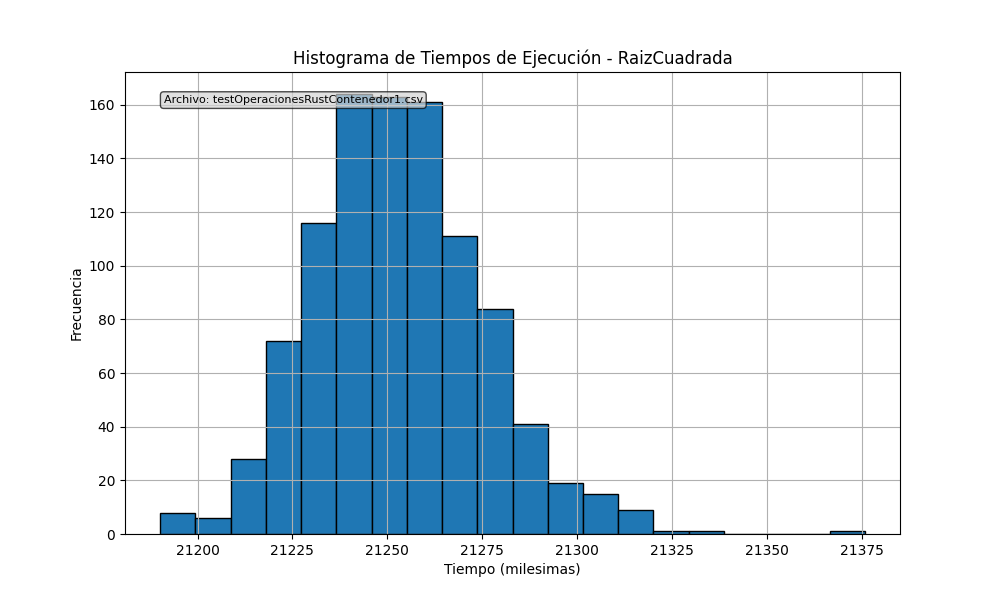 Histograma de Tiempos de Ejecución - RaizCuadrada
Archivo: testOperacionesRustContenedor1.csv
160
140
120
100
80
60
40
20
0
Frecuencia
21200 21225 21250 21275 21300 21325 21350 21375
Tiempo (milesimas)